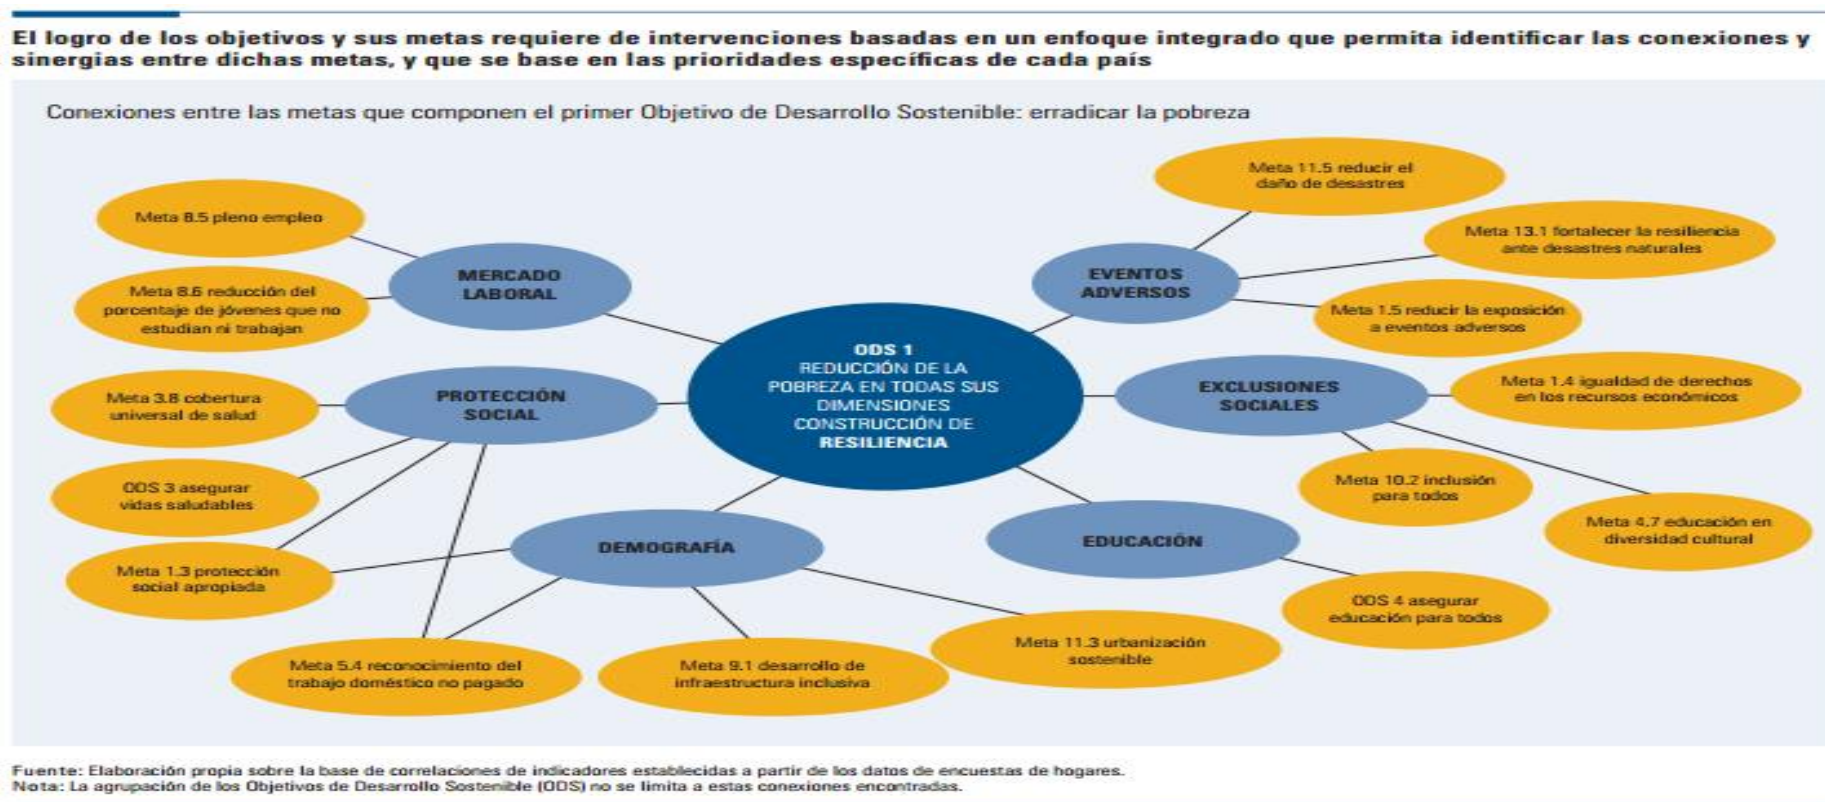 El logro de los objetivos y sus metas requiere de intervenciones basadas en un enfoque integrado que permita identificar las conexiones y
sinergias entre dichas metas, y que se base en las prioridades específicas de cada país
Conexiones entre las metas que componen el primer Objetivo de Desarrollo Sostenible: erradicar la pobreza
Meta 8.5 pleno empleo
Meta 8.6 reducción del
porcentaje de jóvenes que no
estudian ni trabajan
MERCADO
LABORAL
Meta 3.8 cobertura
universal de salud
ODS 3 asegurar
vidas saludables
Meta 1.3 protección
social apropiada
PROTECCIÓN
SOCIAL
ODS 1
REDUCCIÓN DE LA
POBREZA EN TODAS SUS
DIMENSIONES
CONSTRUCCIÓN DE
RESILIENCIA
EVENTOS
ADVERSOS
Meta 11.5 reducir el
daño de desastres
Meta 13.1 fortalecer la resiliencia
ante desastres naturales
Meta 1.5 reducir la exposición
a eventos adversos
EXCLUSIONES
SOCIALES
Meta 1.4 igualdad de derechos
en los recursos económicos
Meta 10.2 inclusión
para todos
Meta 4.7 educación en
diversidad cultural
DEMOGRAFÍA
Meta 5.4 reconocimiento del
trabajo doméstico no pagado
Meta 9.1 desarrollo de
infraestructura inclusiva
Meta 11.3 urbanización
sostenible
EDUCACIÓN
ODS 4 asegurar
educación para todos
Fuente: Elaboración propia sobre la base de correlaciones de indicadores establecidas a partir de los datos de encuestas de hogares.
Nota: La agrupación de los Objetivos de Desarrollo Sostenible (ODS) no se limita a estas conexiones encontradas.